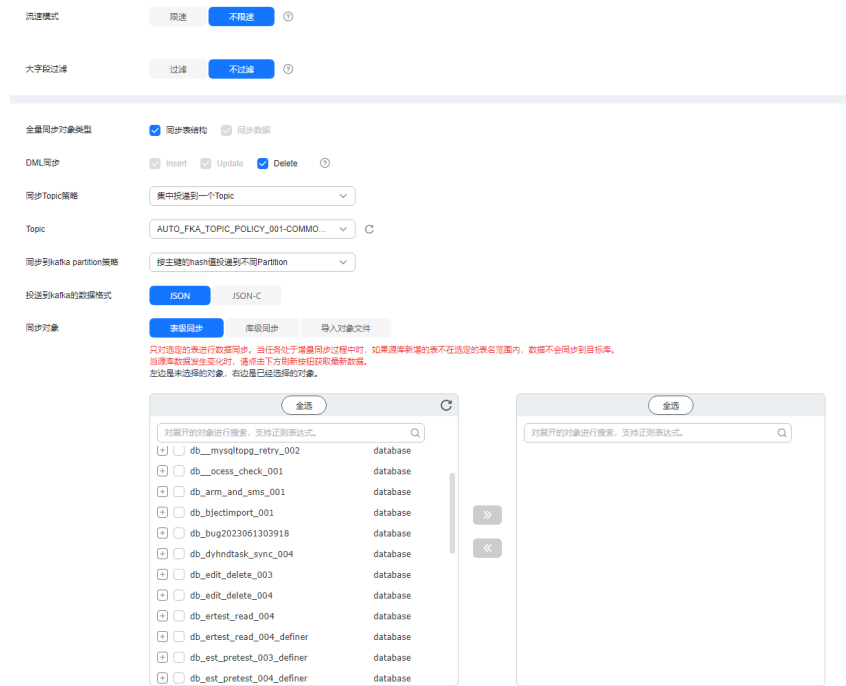 流速模式 限速 不限速
大字段过滤 过滤 不过滤
全量同步对象类型 同步表结构 同步数据
DML同步 Insert Update Delete
同步Topic策略 集中投递到一个Topic
Topic AUTO_FKA_TOPIC_POLICY_001-COMMO...
同步到kafka partition策略 按主键的hash值投递到不同Partition
投送到kafka的数据格式 JSON JSON-C
同步对象 表级同步 库级同步 导入对象文件
只对选定的表进行数据同步。当任务处于增量同步过程中时，如果源库新增的表不在选定的表名范围内，数据不会同步到目标库。
当源库数据发生变化时，请点击下方刷新按钮获取最新数据。
左边是未选择的对象，右边是已经选择的对象。
全选 全选
对展开的对象进行搜索，支持正则表达式。 对展开的对象进行搜索，支持正则表达式。
db__mysqltopg_retry_002 database
db__ocess_check_001 database
db_arm_and_sms_001 database
db_bjectimport_001 database
db_bug2023061303918 database
db_dyhndtask_sync_004 database
db_edit_delete_003 database
db_edit_delete_004 database
db_ertest_read_004 database
db_ertest_read_004_definer database
db_est_pretest_003_definer database
db_est_pretest_004_definer database